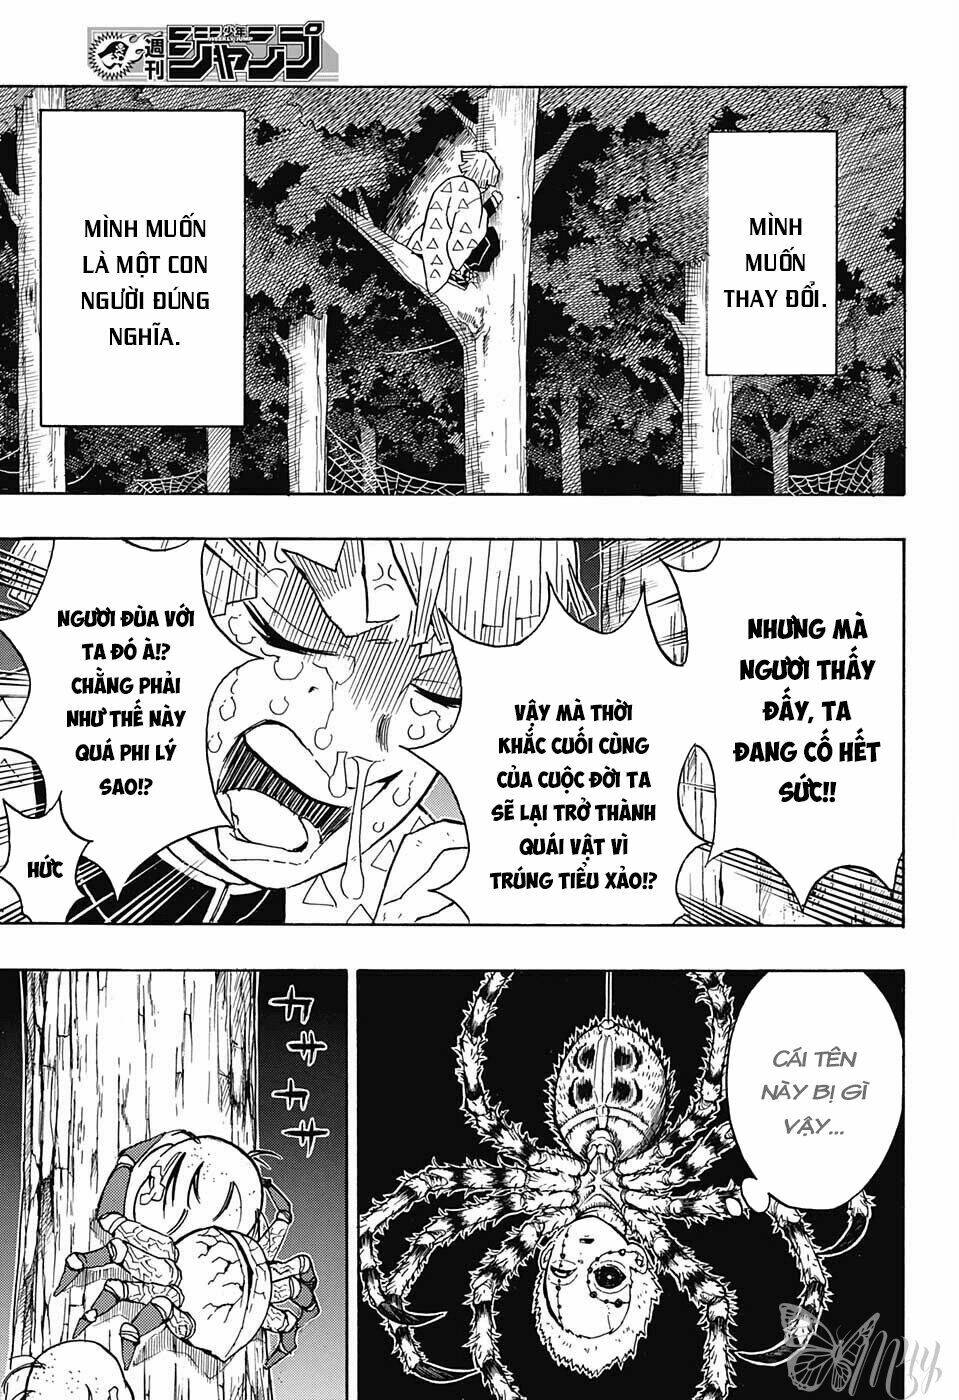 週刊
少年
WEEKLY JUMP
ジャンプ
MÌNH
MUỐN
THAY ĐỔI.
MÌNH MUỐN
LÀ MỘT CON
NGƯỜI ĐÚNG
NGHĨA.
NHƯNG MÀ
NGƯƠI THẤY
ĐẤY, TA
ĐANG CỐ HẾT
SỨC!!
VẬY MÀ THỜI
KHẮC CUỐI CÙNG
CỦA CUỘC ĐỜI TA
SẼ LẠI TRỞ THÀNH
QUÁI VẬT VÌ
TRÚNG TIỂU XẢO!?
NGƯƠI ĐÙA VỚI
TA ĐÓ À!?
CHẰNG PHẢI
NHƯ THẾ NÀY
QUÁ PHI LÝ
SAO!?
HỨC
CÁI TÊN
NÀY BỊ GÌ
VẬY...
カサカサ